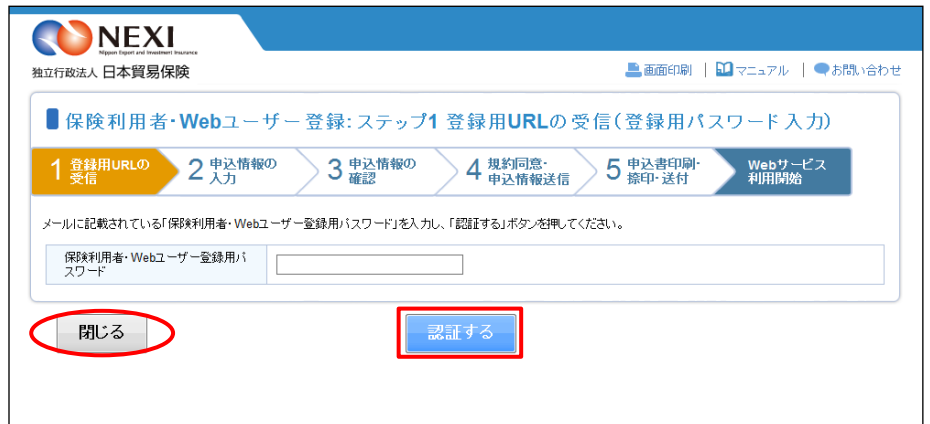 NEXI
Nippon Export and Investment Insurance
独立行政法人 日本貿易保険
画面印刷 | マニュアル | お問い合わせ
保険利用者・Webユーザー登録：ステップ1 登録用URLの受信（登録用パスワード入力）
1 登録用URLの
受信
2 申込情報の
入力
3 申込情報の
確認
4 規約同意・
申込情報送信
5 申込書印刷・
捺印・送付
Webサービス
利用開始
メールに記載されている「保険利用者・Webユーザー登録用パスワード」を入力し、「認証する」ボタンを押してください。
保険利用者・Webユーザー登録用パ
スワード
閉じる
認証する